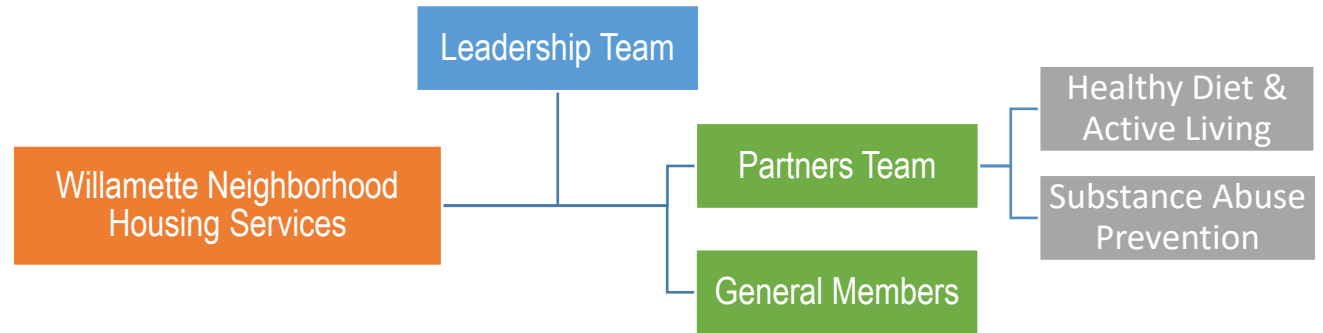 Leadership Team
Willamette Neighborhood
Housing Services
Partners Team
General Members
Healthy Diet &
Active Living
Substance Abuse
Prevention